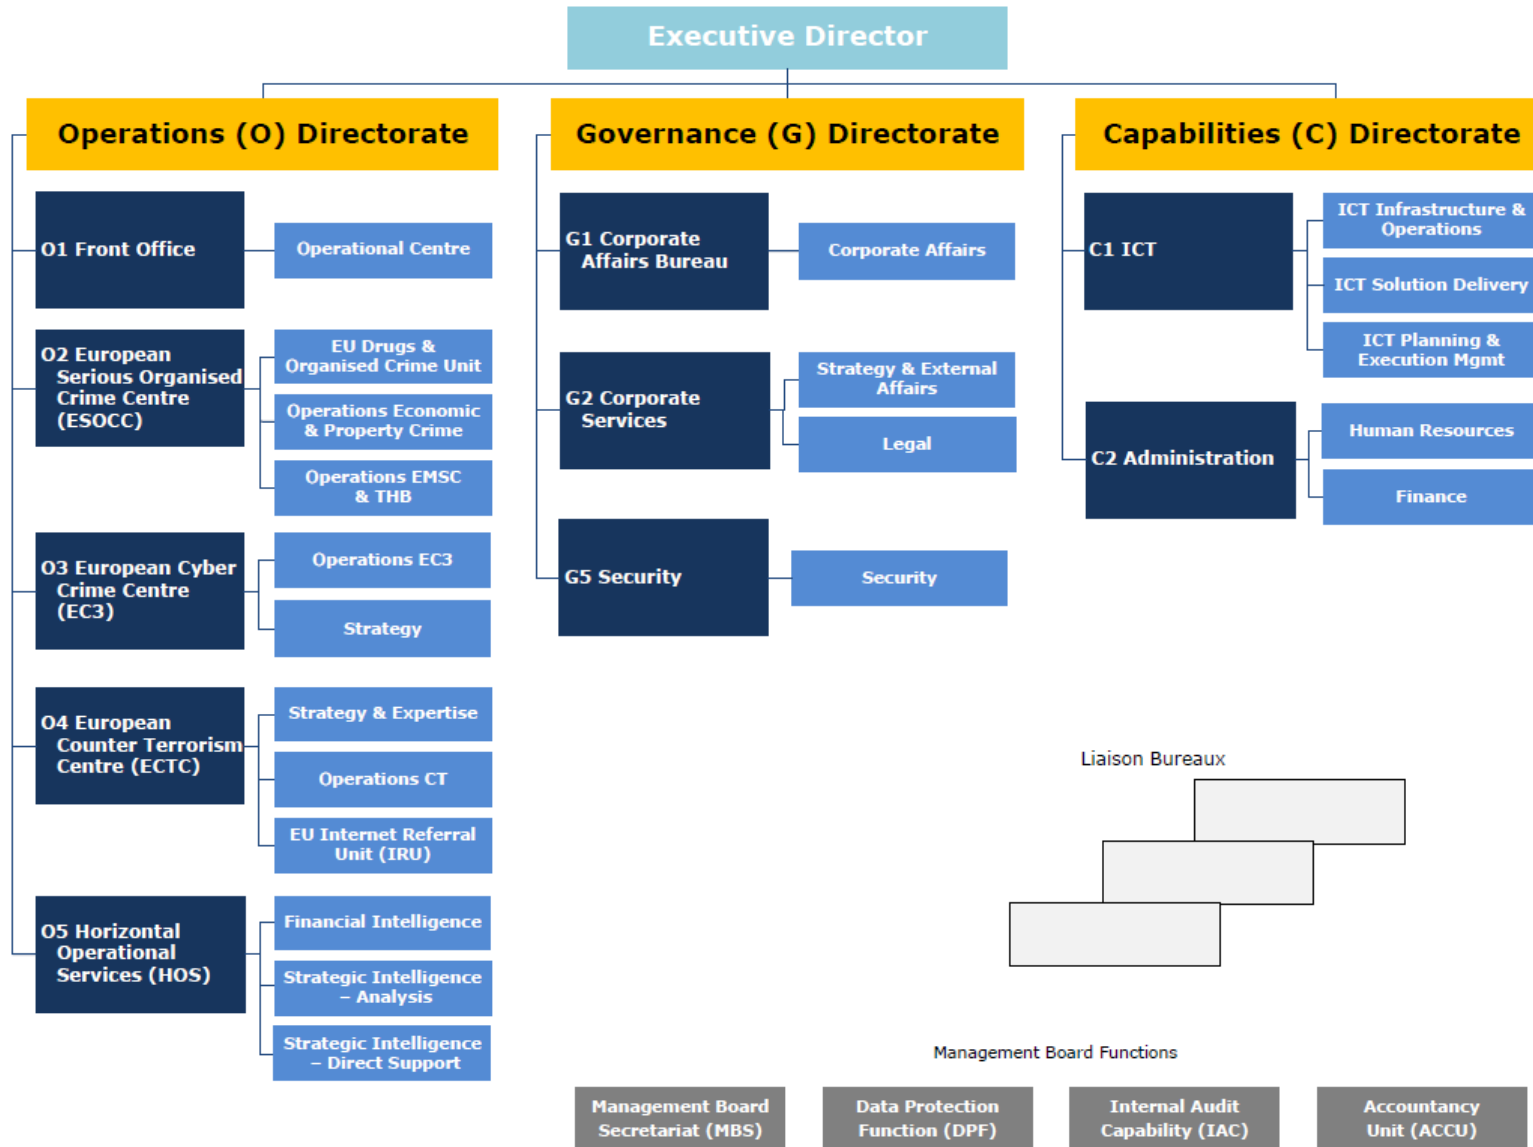 Executive Director
Operations (O) Directorate
O1 Front Office
Operational Centre
O2 European
Serious Organised
Crime Centre
(ESOCC)
EU Drugs &
Organised Crime Unit
Operations Economic
& Property Crime
Operations EMSC
& THB
O3 European Cyber
Crime Centre
(EC3)
Operations EC3
Strategy
O4 European
Counter Terrorism
Centre (ECTC)
Strategy & Expertise
Operations CT
EU Internet Referral
Unit (IRU)
O5 Horizontal
Operational
Services (HOS)
Financial Intelligence
Strategic Intelligence
– Analysis
Strategic Intelligence
– Direct Support
Governance (G) Directorate
G1 Corporate
Affairs Bureau
Corporate Affairs
G2 Corporate
Services
Strategy & External
Affairs
Legal
G5 Security
Security
Capabilities (C) Directorate
C1 ICT
ICT Infrastructure &
Operations
ICT Solution Delivery
ICT Planning &
Execution Mgmt
C2 Administration
Human Resources
Finance
Liaison Bureaux
Management Board Functions
Management Board
Secretariat (MBS)
Data Protection
Function (DPF)
Internal Audit
Capability (IAC)
Accountancy
Unit (ACCU)